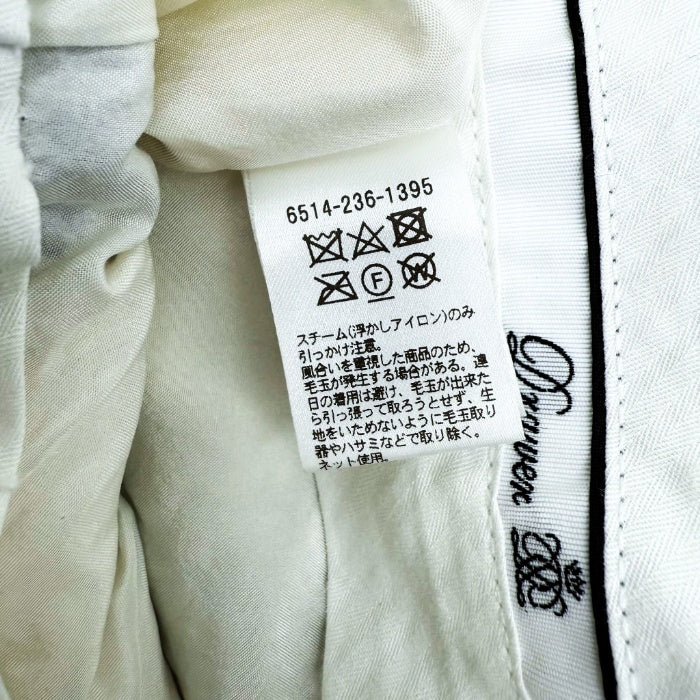 6514-236-1395
F
W
スチーム(浮かしアイロン)のみ
引っかけ注意。
風合いを重視した商品のため、
毛玉が発生する場合がある。連
日の着用は避け、毛玉が出来た
ら引っ張って取ろうとせず、生
地をいためないように毛玉取り
器やハサミなどで取り除く。
ネット使用。